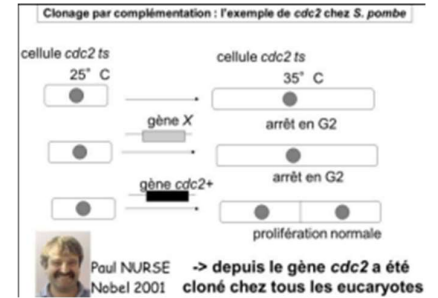 Clonage par complémentation : l'exemple de cdc2 chez S. pombe
cellule cdc2 ts
25° C
cellule cdc2 ts
35° C
arrêt en G2
gène X
arrêt en G2
gène cdc2+
prolifération normale
Paul NURSE
Nobel 2001
-> depuis le gène cdc2 a été
cloné chez tous les eucaryotes